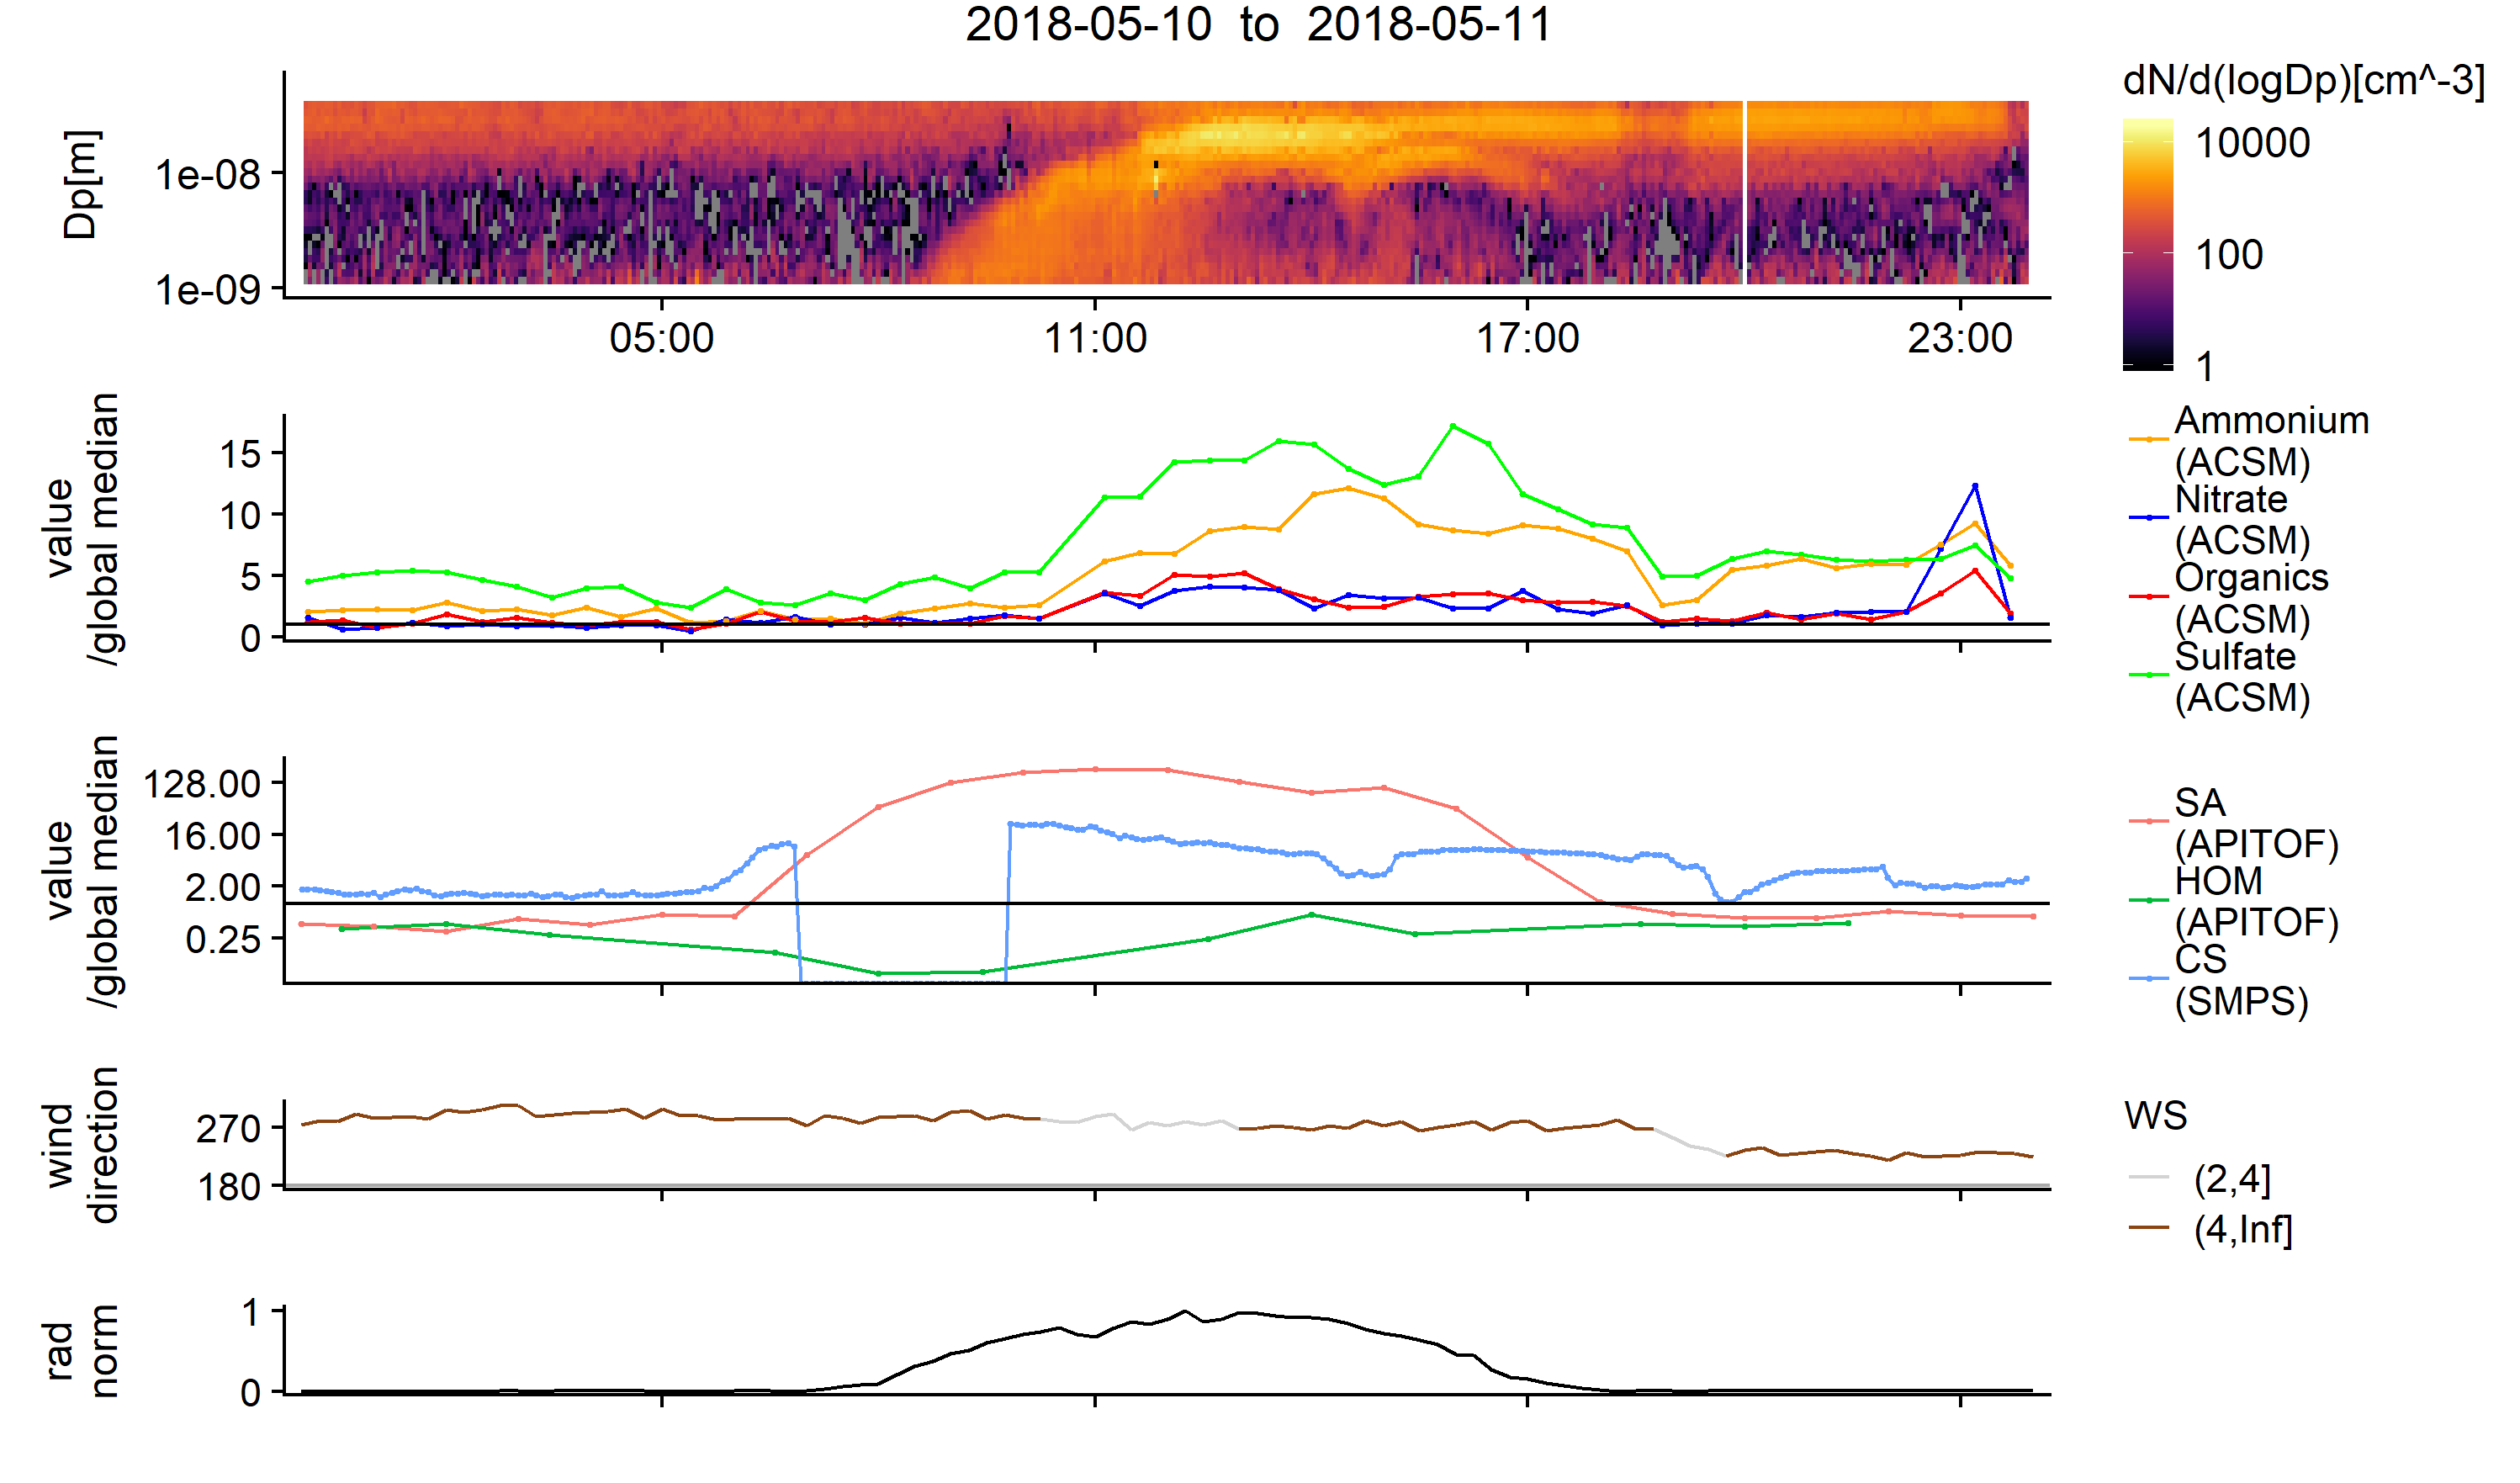 2018-05-10  to  2018-05-11
Dp[m]
1e-08
1e-09
05:00
11:00
17:00
23:00
dN/d(logDp)[cm^-3]
10000
100
1
value
/global median
15
10
5
0
Ammonium
(ACSM)
Nitrate
(ACSM)
Organics
(ACSM)
Sulfate
(ACSM)
value
/global median
128.00
16.00
2.00
0.25
SA
(APITOF)
HOM
(APITOF)
CS
(SMPS)
wind
direction
270
180
WS
(2,4]
(4,Inf]
rad
norm
1
0